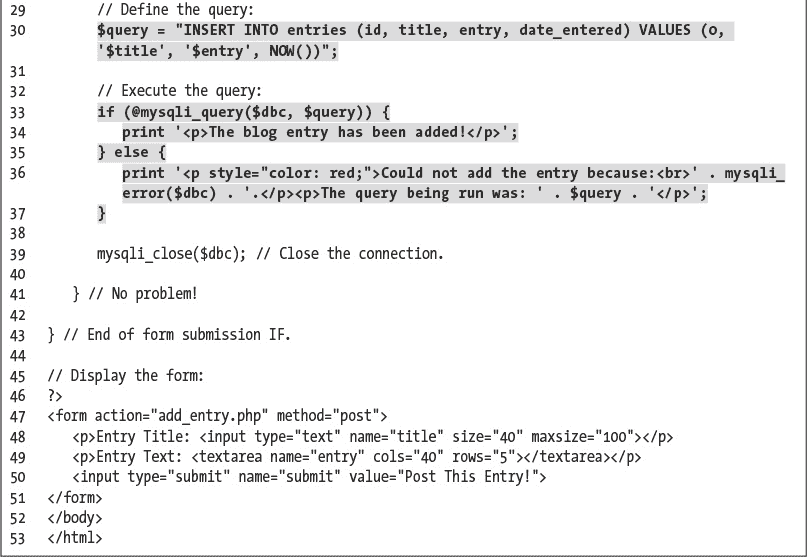 29 // Define the query:
30 $query = "INSERT INTO entries (id, title, entry, date_entered) VALUES (0,
'$title', '$entry', NOW())";
31
32 // Execute the query:
33 if (@mysqli_query($dbc, $query)) {
34 print '<p>The blog entry has been added!</p>';
35 } else {
36 print '<p style="color: red;">Could not add the entry because:<br>' . mysqli_
error($dbc) . '.</p><p>The query being run was: ' . $query . '</p>';
37 }
38
39 mysqli_close($dbc); // Close the connection.
40
41 } // No problem!
42
43 } // End of form submission IF.
44
45 // Display the form:
46 ?>
47 <form action="add_entry.php" method="post">
48 <p>Entry Title: <input type="text" name="title" size="40" maxsize="100"></p>
49 <p>Entry Text: <textarea name="entry" cols="40" rows="5"></textarea></p>
50 <input type="submit" name="submit" value="Post This Entry!">
51 </form>
52 </body>
53 </html>